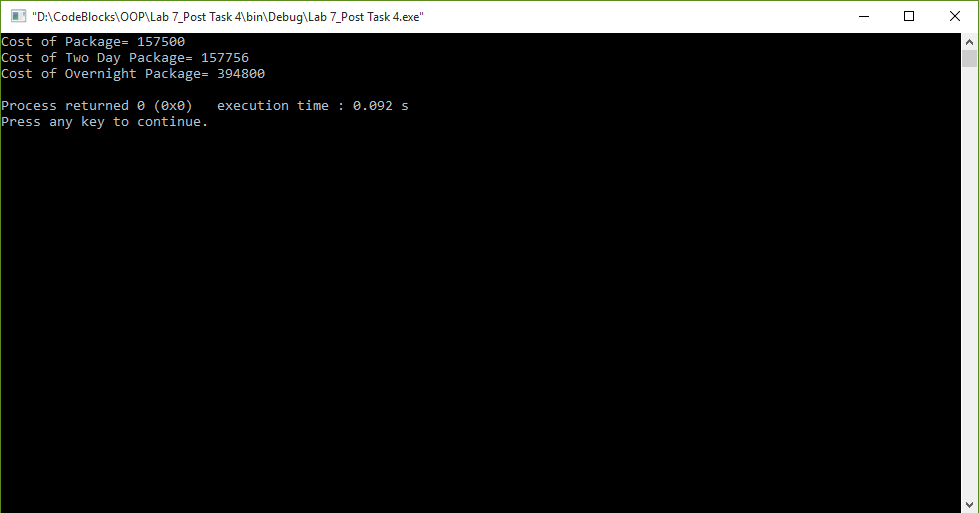 "D:\CodeBlocks\OOP\Lab 7_Post Task 4\bin\Debug\Lab 7_Post Task 4.exe"
Cost of Package= 157500
Cost of Two Day Package= 157756
Cost of Overnight Package= 394800
Process returned 0 (0x0)   execution time : 0.092 s
Press any key to continue.